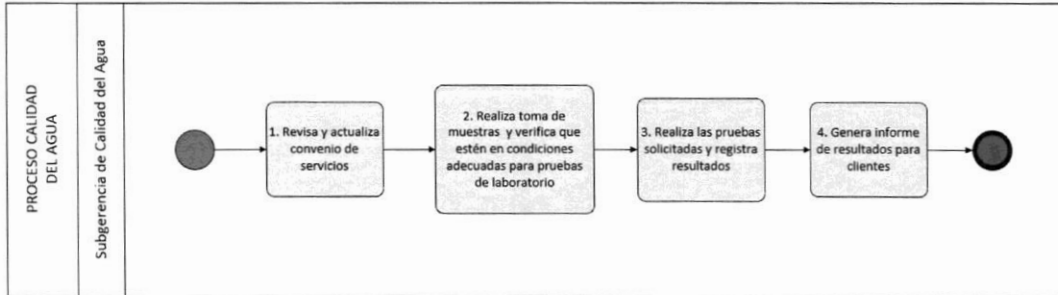 PROCESO CALIDAD
DEL AGUA
Subgerencia de Calidad del Agua
1. Revisa y actualiza
convenio de
servicios
2. Realiza toma de
muestras y verifica que
estén en condiciones
adecuadas para pruebas
de laboratorio
3. Realiza las pruebas
solicitadas y registra
resultados
4. Genera informe
de resultados para
clientes